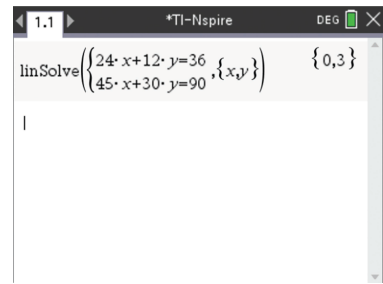 1.1 *TI-Nspire DEG
linSolve({24·x+12·y=36
45·x+30·y=90 ,{x,y}) {0,3}